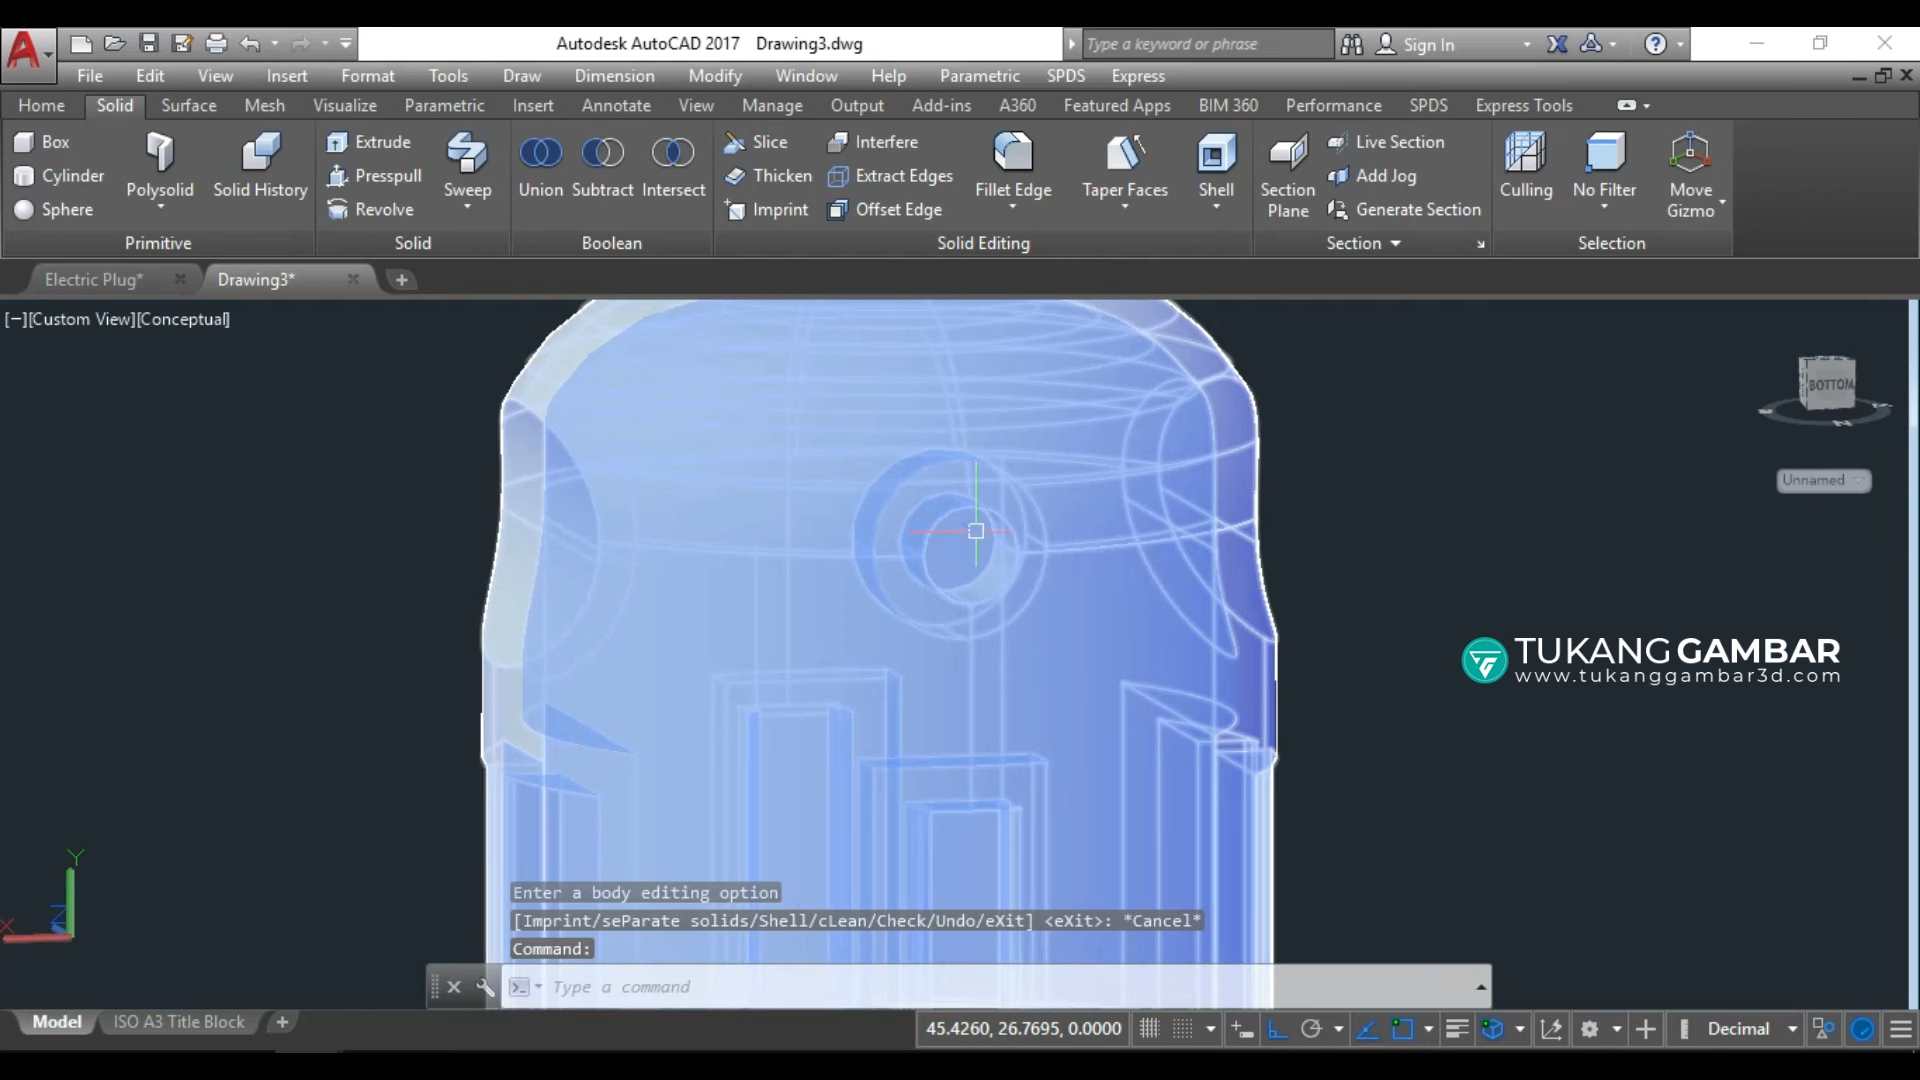 Autodesk AutoCAD 2017 Drawing3.dwg
Type a keyword or phrase
Sign In
File Edit View Insert Format Tools Draw Dimension Modify Window Help Parametric SPDS Express
Home Solid Surface Mesh Visualize Parametric Insert Annotate View Manage Output Add-ins A360 Featured Apps BIM 360 Performance SPDS Express Tools
Box
Cylinder
Sphere
Polysolid
Solid History
Primitive
Extrude
Presspull
Revolve
Sweep
Solid
Union Subtract Intersect
Boolean
Slice
Thicken
Imprint
Interfere
Extract Edges
Offset Edge
Fillet Edge
Taper Faces
Shell
Solid Editing
Section
Plane
Live Section
Add Jog
Generate Section
Section
Culling
No Filter
Move
Gizmo
Selection
Electric Plug*
Drawing3*
[−][Custom View][Conceptual]
BOTTOM
Unnamed
TUKANG GAMBAR
www.tukanggambar3d.com
Y
X
Z
Enter a body editing option
[Imprint/seParate solids/Shell/cLean/Check/Undo/eXit] <eXit>: *Cancel*
Command:
Type a command
Model
ISO A3 Title Block
45.4260, 26.7695, 0.0000
Decimal